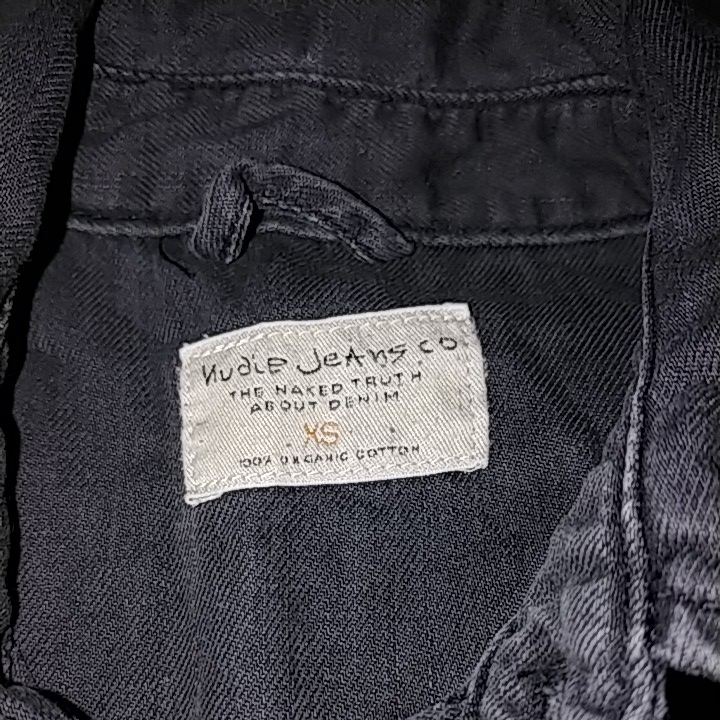 Nudie Jeans co
THE NAKED TRUTH
ABOUT DENIM
XS
100% ORGANIC COTTON